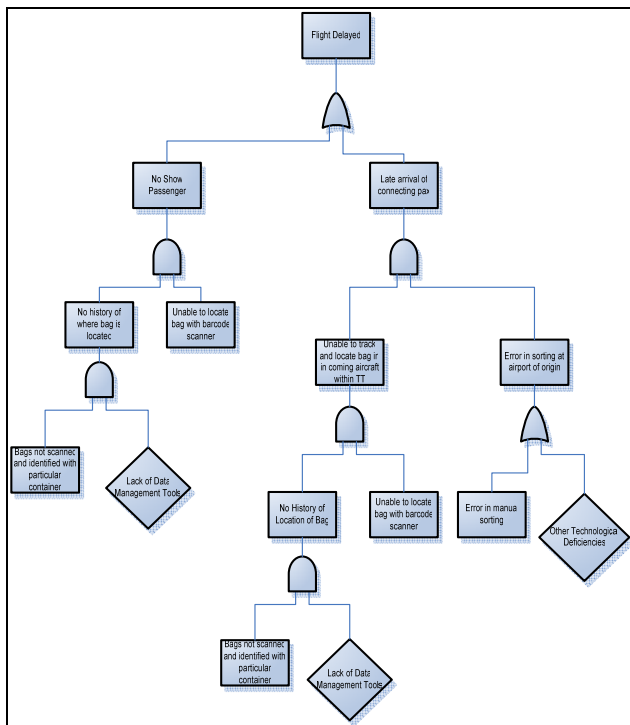 Flight Delayed
No Show
Passenger
Late arrival of
connecting pax
No history of
where bag is
located
Unable to locate
bag with barcode
scanner
Unable to track
and locate bag ir
in coming aircraft
within TT
Error in sorting at
airport of origin
Bags not scanned
and identified with
particular
container
Lack of Data
Management Tools
No History of
Location of Bag
Unable to locate
bag with barcode
scanner
Error in manua
sorting
Other Technologica
Deficiencies
Bags not scanned
and identified with
particular
container
Lack of Data
Management Tools